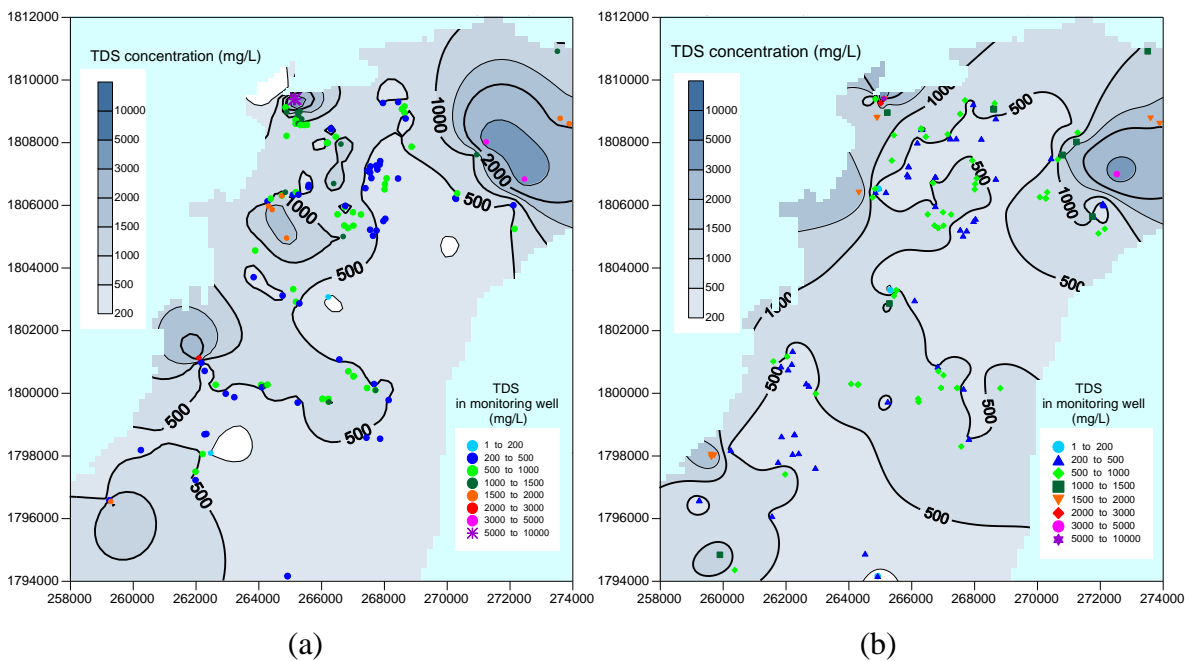 TDS concentration (mg/L)
10000
5000
3000
2000
1500
1000
500
200
1812000
1810000
1808000
1806000
1804000
1802000
1800000
1798000
1796000
1794000
258000 260000 262000 264000 266000 268000 270000 272000 274000
1000
2000
500
1000
500
500
500
500
TDS
in monitoring well
(mg/L)
1 to 200
200 to 500
500 to 1000
1000 to 1500
1500 to 2000
2000 to 3000
3000 to 5000
5000 to 10000
(a)
TDS concentration (mg/L)
10000
5000
3000
2000
1500
1000
500
200
1812000
1810000
1808000
1806000
1804000
1802000
1800000
1798000
1796000
1794000
258000 260000 262000 264000 266000 268000 270000 272000 274000
1000
500
500
1000
500
1000
500
500
500
TDS
in monitoring well
(mg/L)
1 to 200
200 to 500
500 to 1000
1000 to 1500
1500 to 2000
2000 to 3000
3000 to 5000
5000 to 10000
(b)